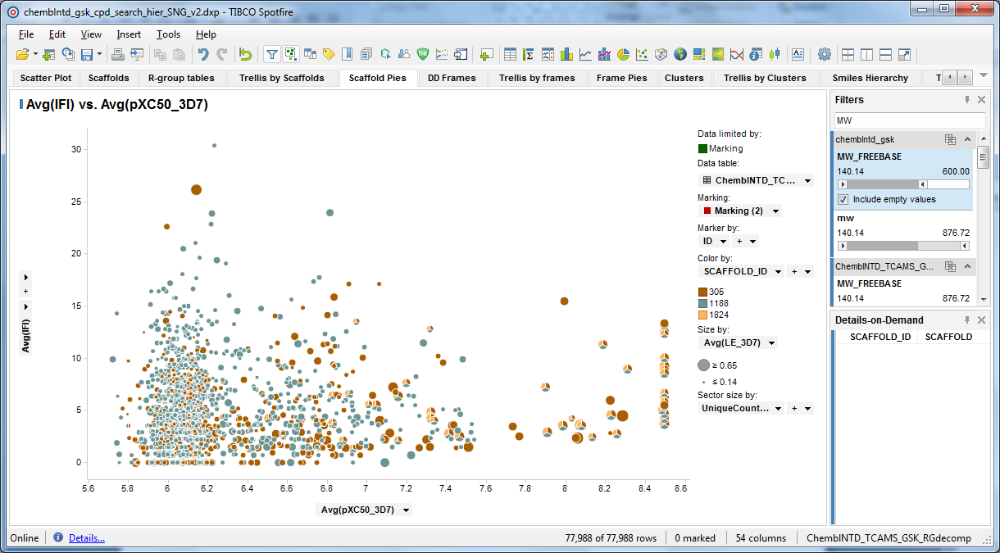 chemblntd_gsk_cpd_search_hier_SNG_v2.dxp - TIBCO Spotfire
File Edit View Insert Tools Help
Scatter Plot Scaffolds R-group tables Trellis by Scaffolds Scaffold Pies DD Frames Trellis by frames Frame Pies Clusters Trellis by Clusters Smiles Hierarchy T
Avg(IFI) vs. Avg(pXC50_3D7)
30
25
20
15
10
5
0
+
Avg(IFI)
5.6 5.8 6 6.2 6.4 6.6 6.8 7 7.2 7.4 7.6 7.8 8 8.2 8.4 8.6
Avg(pXC50_3D7)
Data limited by:
Marking
Data table:
ChemblNTD_TC...
Marking:
Marking (2)
Marker by:
ID +
Color by:
SCAFFOLD_ID +
305
1188
1824
Size by:
Avg(LE_3D7)
≥ 0.65
≤ 0.14
Sector size by:
UniqueCount... +
Filters
MW
chemblntd_gsk
MW_FREEBASE
140.14 600.00
Include empty values
mw
140.14 876.72
ChemblNTD_TCAMS_G...
MW_FREEBASE
140.14 876.72
Details-on-Demand
SCAFFOLD_ID SCAFFOLD
Online Details... 77,988 of 77,988 rows 0 marked 54 columns ChemblNTD_TCAMS_GSK_RGdecomp